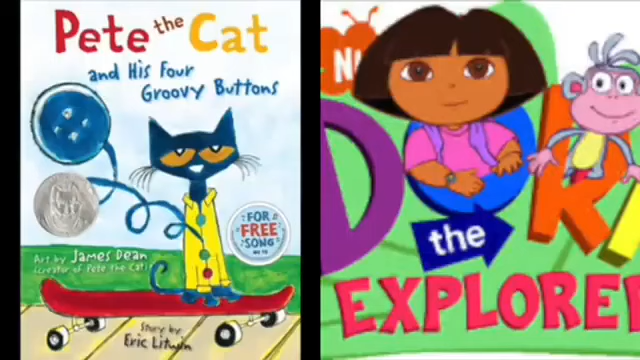 Pete the Cat
and His Four
Groovy Buttons
FOR
FREE
SONG
Art by James Dean
(creator of Pete the Cat)
Story by
Eric Litwin
DOR
the
EXPLORE